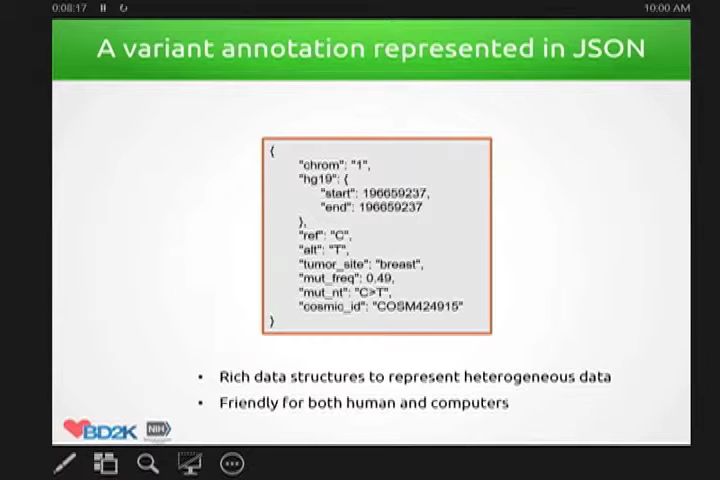 0:08:17
10:00 AM
A variant annotation represented in JSON
{
"chrom": "1",
"hg19": {
"start": 196659237,
"end": 196659237
},
"ref": "C",
"alt": "T",
"tumor_site": "breast",
"mut_freq": 0.49,
"mut_nt": "C>T",
"cosmic_id": "COSM424915"
}
• Rich data structures to represent heterogeneous data
• Friendly for both human and computers
BD2K NIH